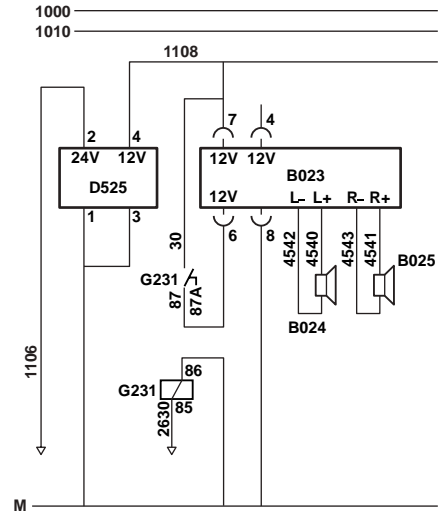 1000
1010
1108
2 4
24V 12V
D525
1 3
7 4
12V 12V
B023
12V L– L+ R– R+
6 8
30
G231
87 87A
4542 4540 4543 4541
B025
B024
1106
86
G231
85
2630
M